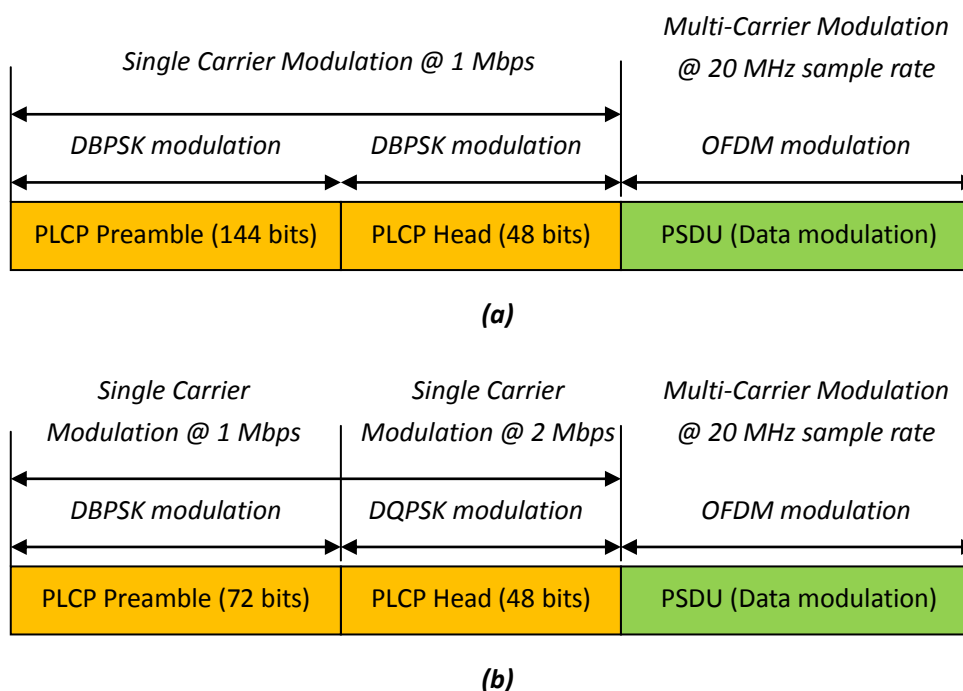 Single Carrier Modulation @ 1 Mbps
Multi-Carrier Modulation
@ 20 MHz sample rate
DBPSK modulation
DBPSK modulation
OFDM modulation
PLCP Preamble (144 bits)
PLCP Head (48 bits)
PSDU (Data modulation)
(a)
Single Carrier
Modulation @ 1 Mbps
Single Carrier
Modulation @ 2 Mbps
Multi-Carrier Modulation
@ 20 MHz sample rate
DBPSK modulation
DQPSK modulation
OFDM modulation
PLCP Preamble (72 bits)
PLCP Head (48 bits)
PSDU (Data modulation)
(b)